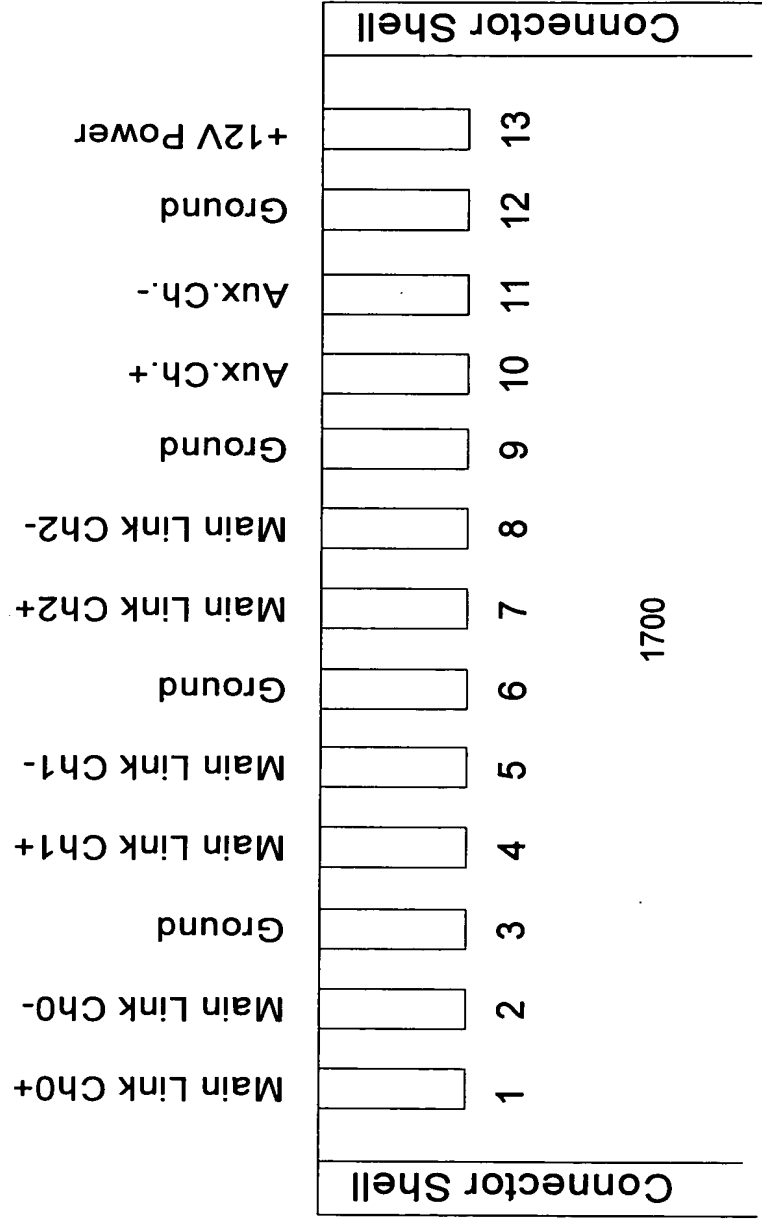 Connector Shell
+12V Power 13
Ground 12
Aux.Ch.- 11
Aux.Ch.+ 10
Ground 9
Main Link Ch2- 8
Main Link Ch2+ 7
Ground 6
Main Link Ch1- 5
Main Link Ch1+ 4
Ground 3
Main Link Ch0- 2
Main Link Ch0+ 1
Connector Shell
1700